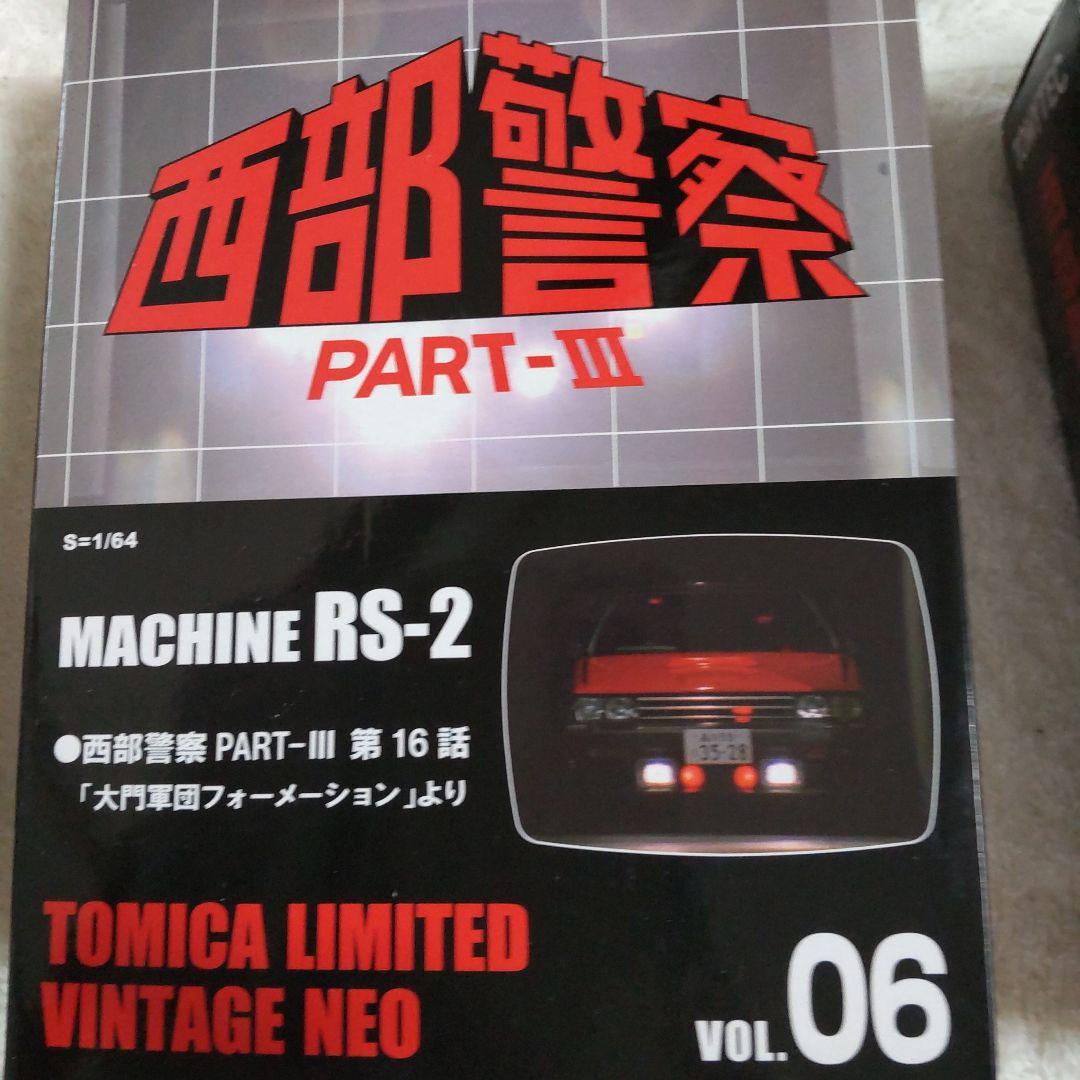 西部警察
PART-III
S=1/64
MACHINE RS-2
●西部警察 PART-III 第16話
「大門軍団フォーメーション」より
35-28
TOMICA LIMITED
VINTAGE NEO
VOL.06